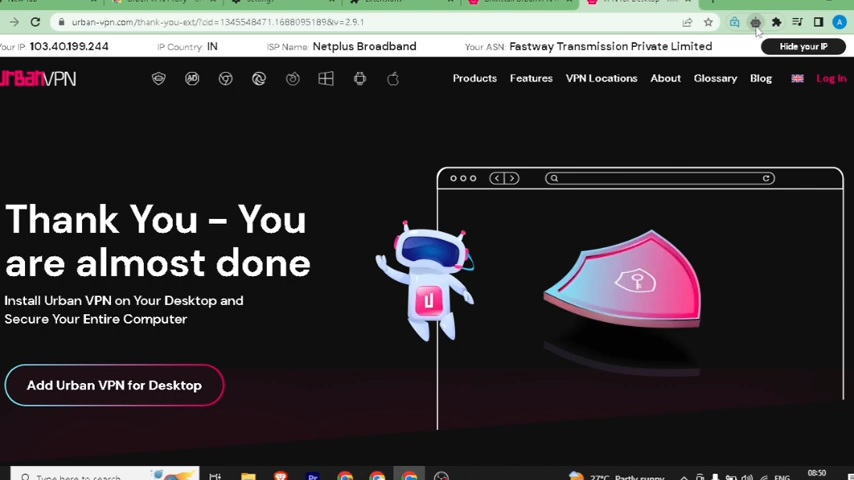 Settings
urban-vpn.com/thank-you-ext/?cid=1345548471.1688095189&v=2.9.1
Your IP 103.40.199.244 IP Country: IN ISP Name: Netplus Broadband Your ASN: Fastway Transmission Private Limited Hide your IP
urbanVPN AD Products Features VPN Locations About Glossary Blog Log In
Thank You - You
are almost done
Install Urban VPN on Your Desktop and
Secure Your Entire Computer
Add Urban VPN for Desktop
Type here to search Pr 27°C Partly sunny 08:50